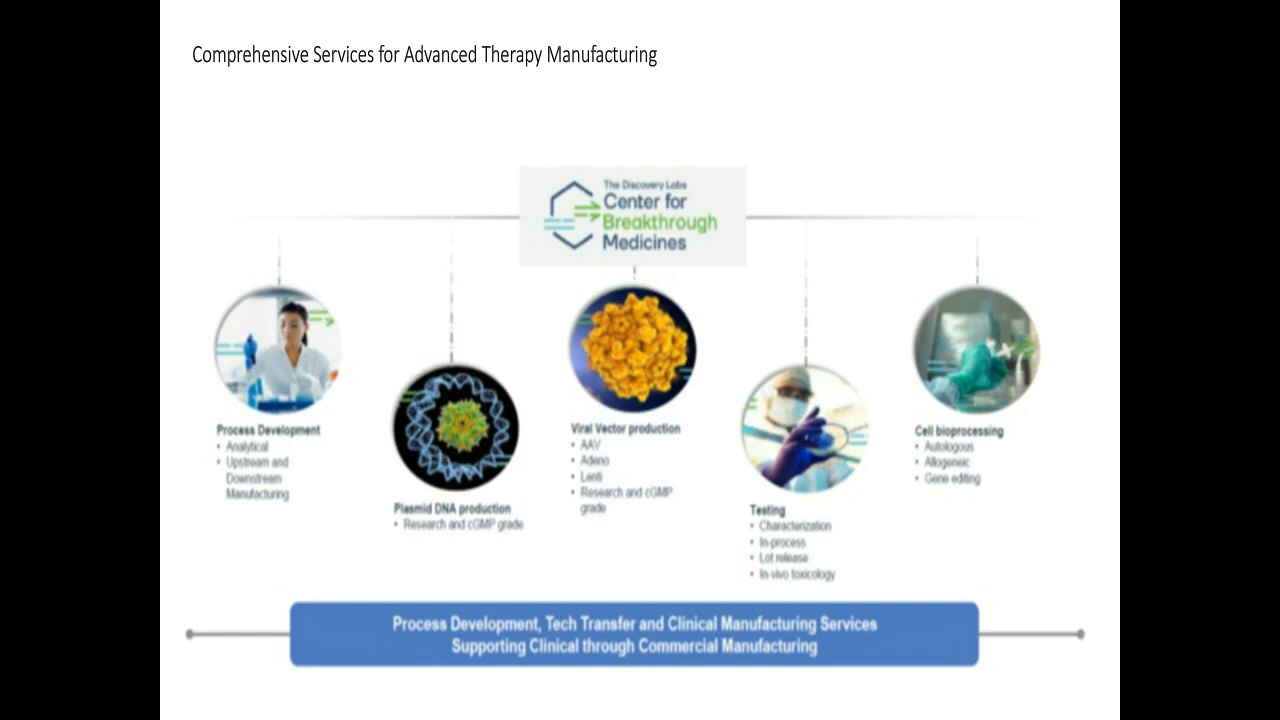 Comprehensive Services for Advanced Therapy Manufacturing
The Discovery Labs
Center for
Breakthrough
Medicines
Process Development
• Analytical
• Upstream and
Downstream
Manufacturing
Plasmid DNA production
• Research and cGMP grade
Viral Vector production
• AAV
• Adeno
• Lenti
• Research and cGMP
grade
Testing
• Characterization
• In-process
• Lot release
• In-vivo toxicology
Cell bioprocessing
• Autologous
• Allogeneic
• Gene editing
Process Development, Tech Transfer and Clinical Manufacturing Services
Supporting Clinical through Commercial Manufacturing